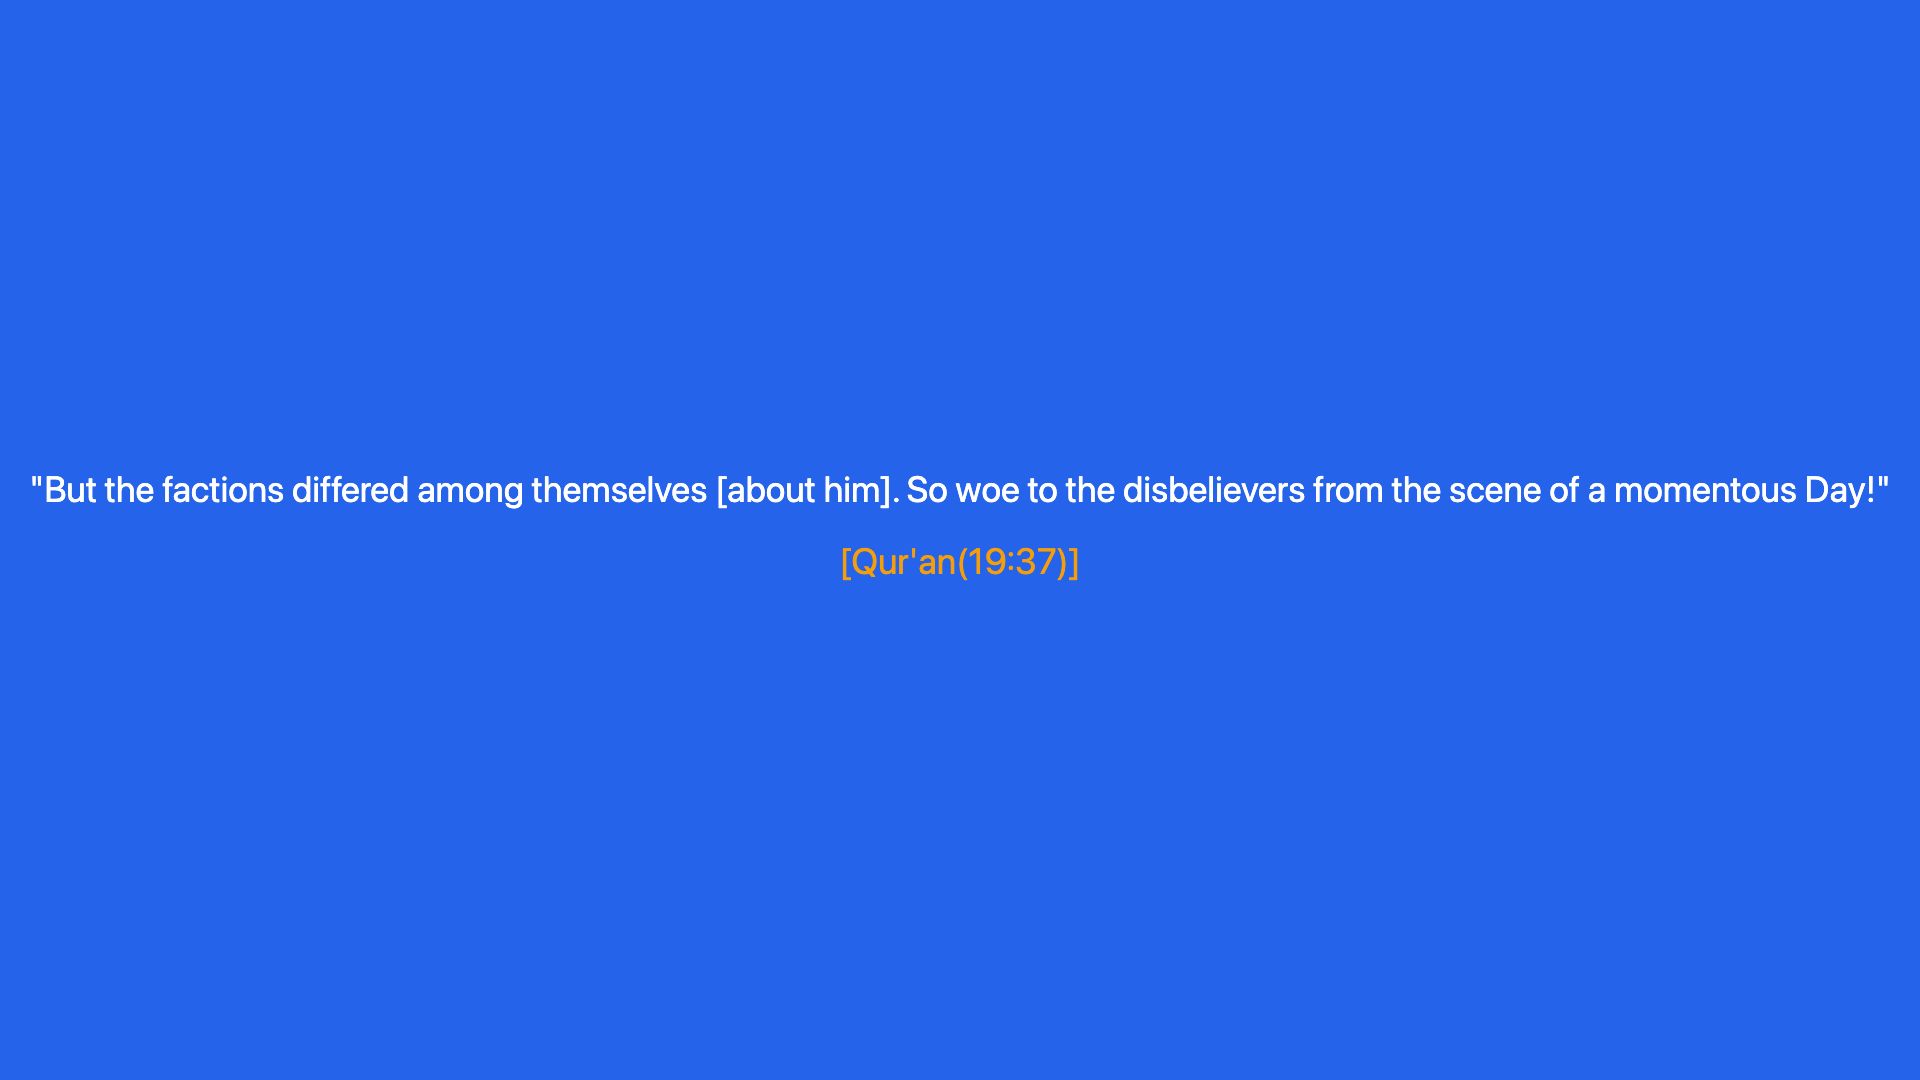 "But the factions differed among themselves [about him]. So woe to the disbelievers from the scene of a momentous Day!"
[Qur'an(19:37)]